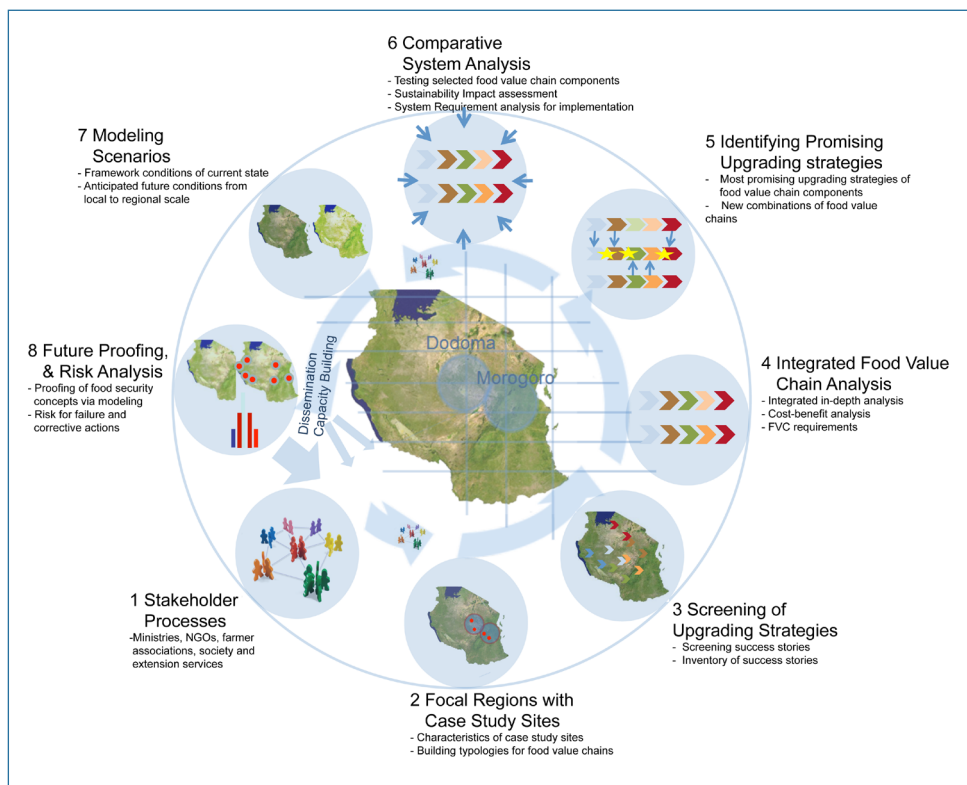 6 Comparative
System Analysis
- Testing selected food value chain components
- Sustainability Impact assessment
- System Requirement analysis for implementation
7 Modeling
Scenarios
- Framework conditions of current state
- Anticipated future conditions from
local to regional scale
5 Identifying Promising
Upgrading strategies
- Most promising upgrading strategies of
food value chain components
- New combinations of food value
chains
8 Future Proofing,
& Risk Analysis
- Proofing of food security
concepts via modeling
- Risk for failure and
corrective actions
Dissemination
Capacity Building
Dodoma
Morogoro
4 Integrated Food Value
Chain Analysis
- Integrated in-depth analysis
- Cost-benefit analysis
- FVC requirements
1 Stakeholder
Processes
-Ministries, NGOs, farmer
associations, society and
extension services
3 Screening of
Upgrading Strategies
- Screening success stories
- Inventory of success stories
2 Focal Regions with
Case Study Sites
- Characteristics of case study sites
- Building typologies for food value chains